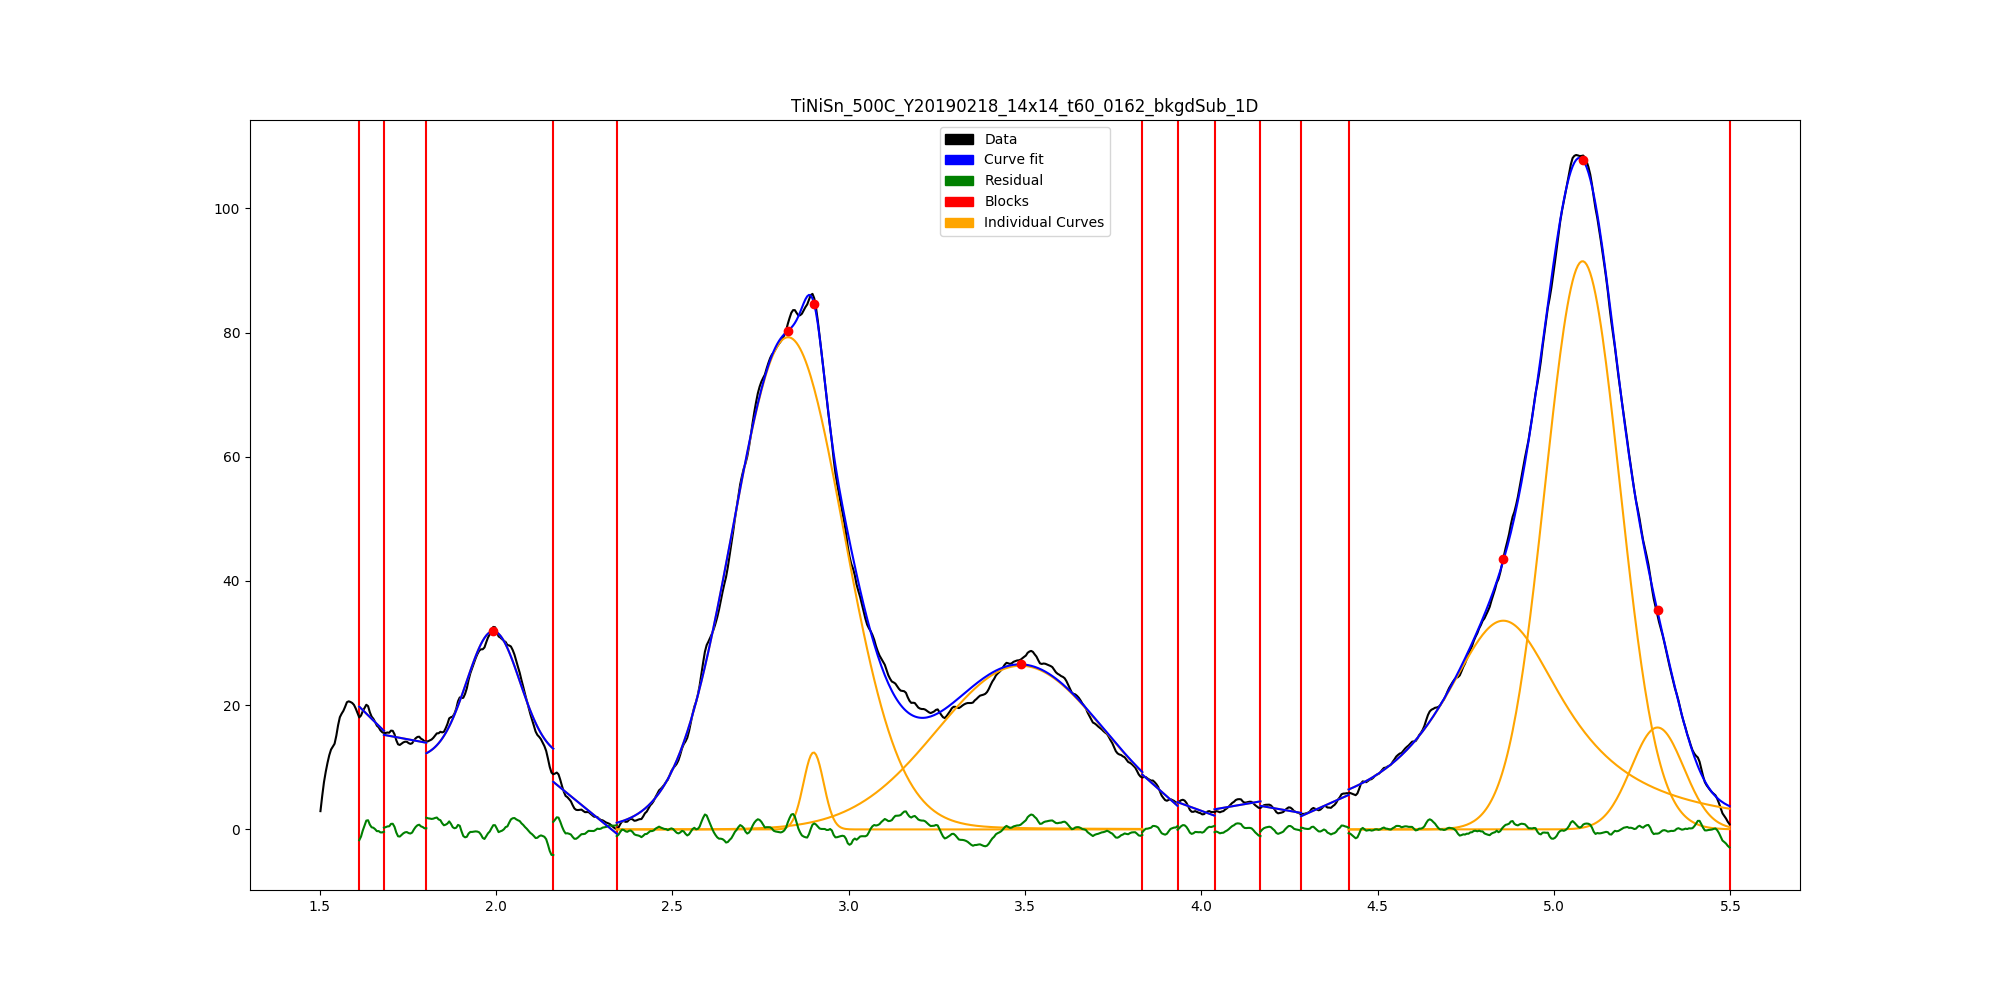 TiNiSn_500C_Y20190218_14x14_t60_0162_bkgdSub_1D
Data
Curve fit
Residual
Blocks
Individual Curves
100
80
60
40
20
0
1.5 2.0 2.5 3.0 3.5 4.0 4.5 5.0 5.5